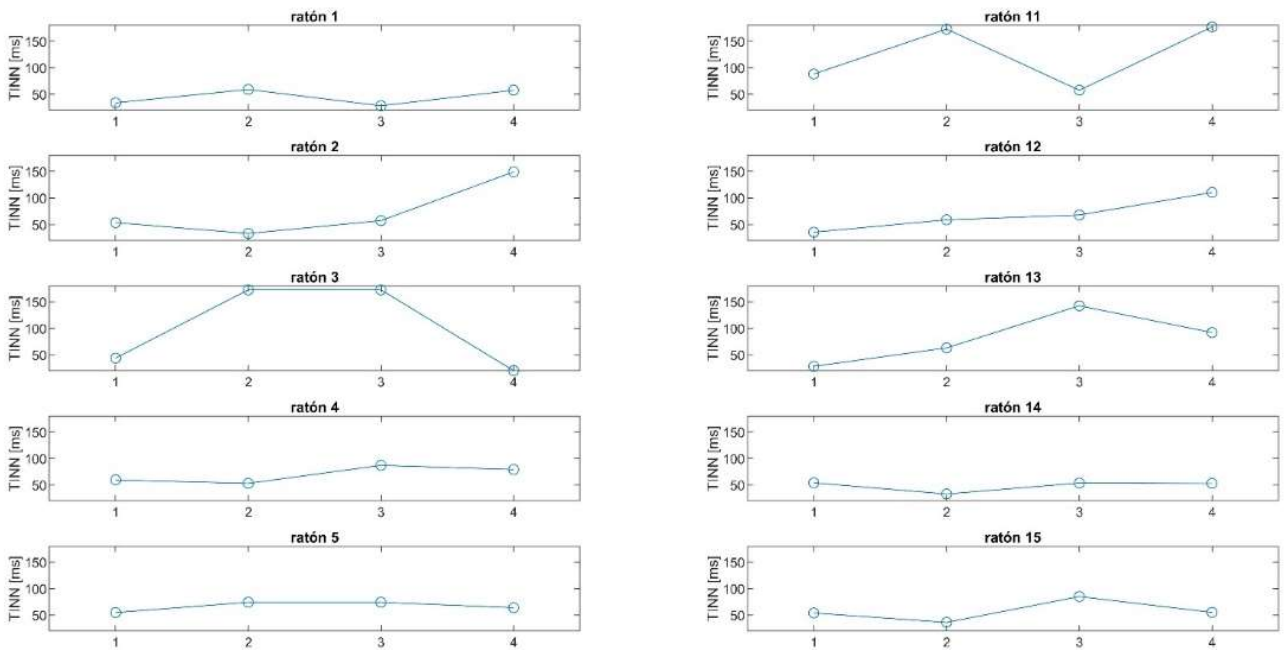 ratón 1
TINN [ms]
150
100
50
1 2 3 4
ratón 2
TINN [ms]
150
100
50
1 2 3 4
ratón 3
TINN [ms]
150
100
50
1 2 3 4
ratón 4
TINN [ms]
150
100
50
1 2 3 4
ratón 5
TINN [ms]
150
100
50
1 2 3 4
ratón 11
TINN [ms]
150
100
50
1 2 3 4
ratón 12
TINN [ms]
150
100
50
1 2 3 4
ratón 13
TINN [ms]
150
100
50
1 2 3 4
ratón 14
TINN [ms]
150
100
50
1 2 3 4
ratón 15
TINN [ms]
150
100
50
1 2 3 4